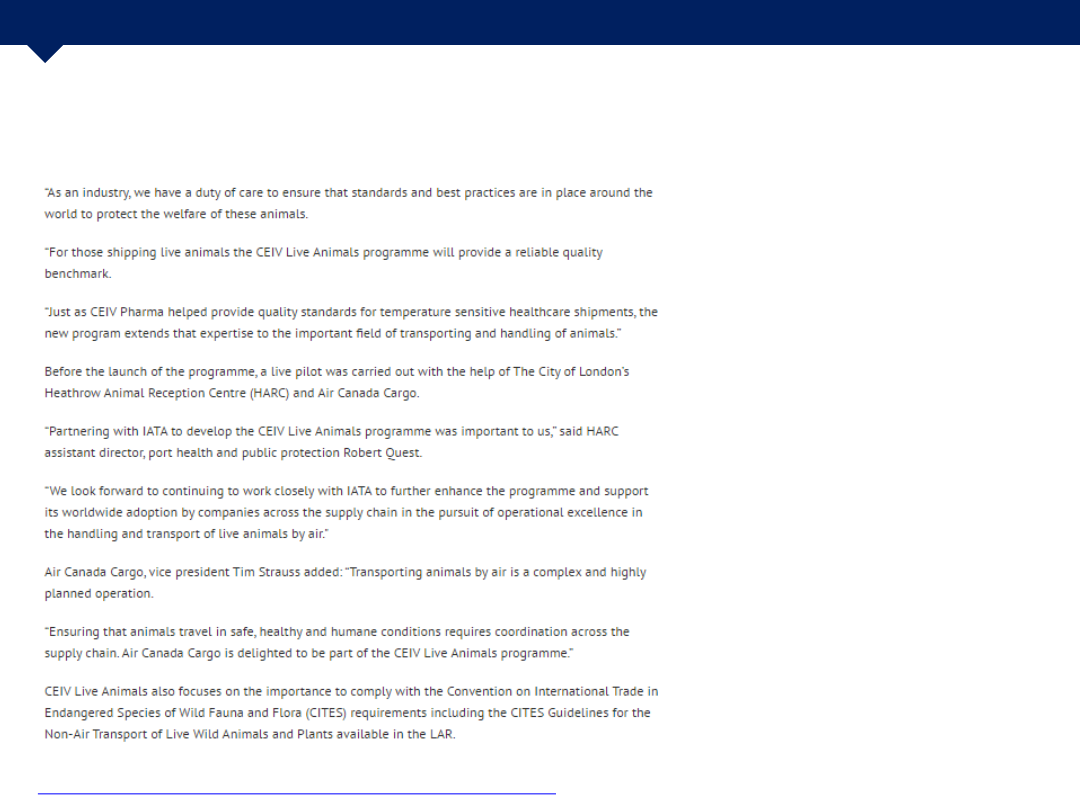 “As an industry, we have a duty of care to ensure that standards and best practices are in place around the
world to protect the welfare of these animals.
“For those shipping live animals the CEIV Live Animals programme will provide a reliable quality
benchmark.
“Just as CEIV Pharma helped provide quality standards for temperature sensitive healthcare shipments, the
new program extends that expertise to the important field of transporting and handling of animals.”
Before the launch of the programme, a live pilot was carried out with the help of The City of London’s
Heathrow Animal Reception Centre (HARC) and Air Canada Cargo.
“Partnering with IATA to develop the CEIV Live Animals programme was important to us,” said HARC
assistant director, port health and public protection Robert Quest.
“We look forward to continuing to work closely with IATA to further enhance the programme and support
its worldwide adoption by companies across the supply chain in the pursuit of operational excellence in
the handling and transport of live animals by air.”
Air Canada Cargo, vice president Tim Strauss added: “Transporting animals by air is a complex and highly
planned operation.
“Ensuring that animals travel in safe, healthy and humane conditions requires coordination across the
supply chain. Air Canada Cargo is delighted to be part of the CEIV Live Animals programme.”
CEIV Live Animals also focuses on the importance to comply with the Convention on International Trade in
Endangered Species of Wild Fauna and Flora (CITES) requirements including the CITES Guidelines for the
Non-Air Transport of Live Wild Animals and Plants available in the LAR.